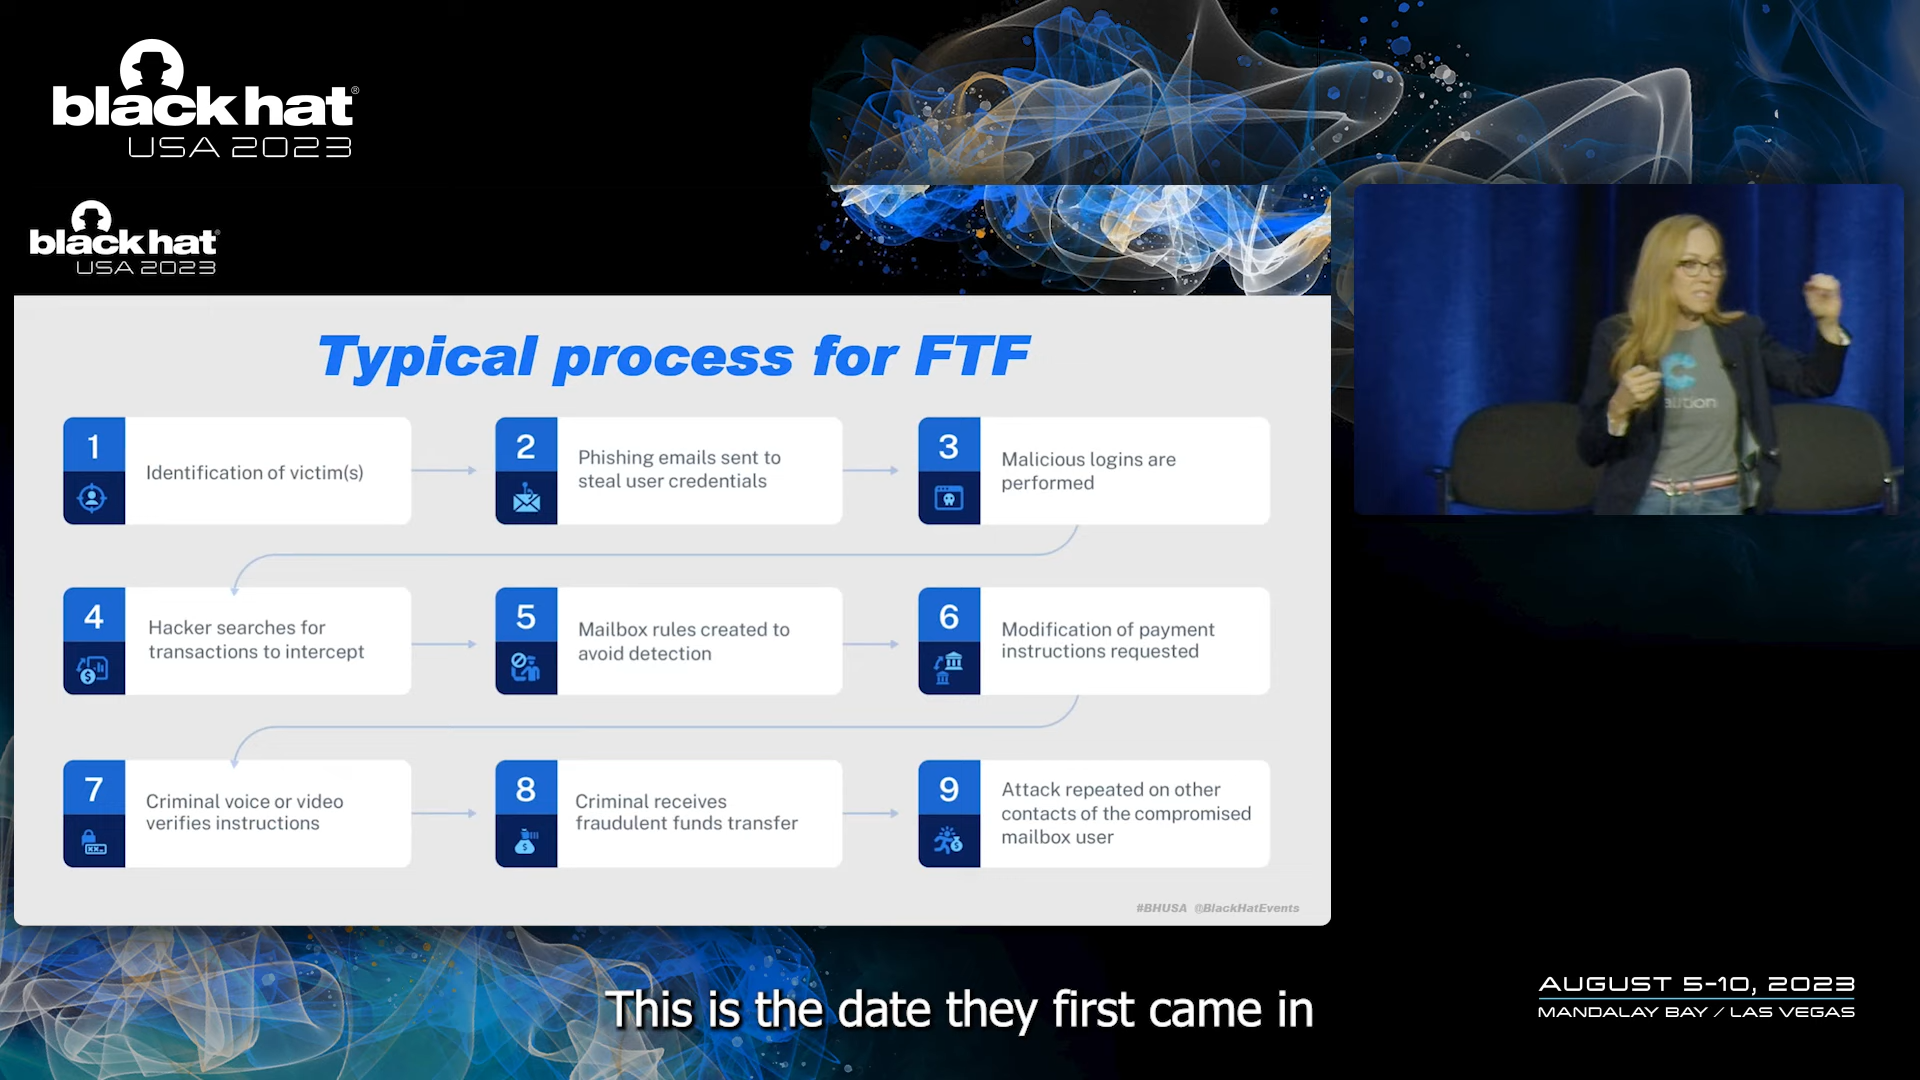 black hat®
USA 2023
black hat
USA 2023
Typical process for FTF
1
Identification of victim(s)
2
Phishing emails sent to
steal user credentials
3
Malicious logins are
performed
4
Hacker searches for
transactions to intercept
5
Mailbox rules created to
avoid detection
6
Modification of payment
instructions requested
7
Criminal voice or video
verifies instructions
8
Criminal receives
fraudulent funds transfer
9
Attack repeated on other
contacts of the compromised
mailbox user
#BHUSA @BlackHatEvents
This is the date they first came in
AUGUST 5-10, 2023
MANDALAY BAY / LAS VEGAS